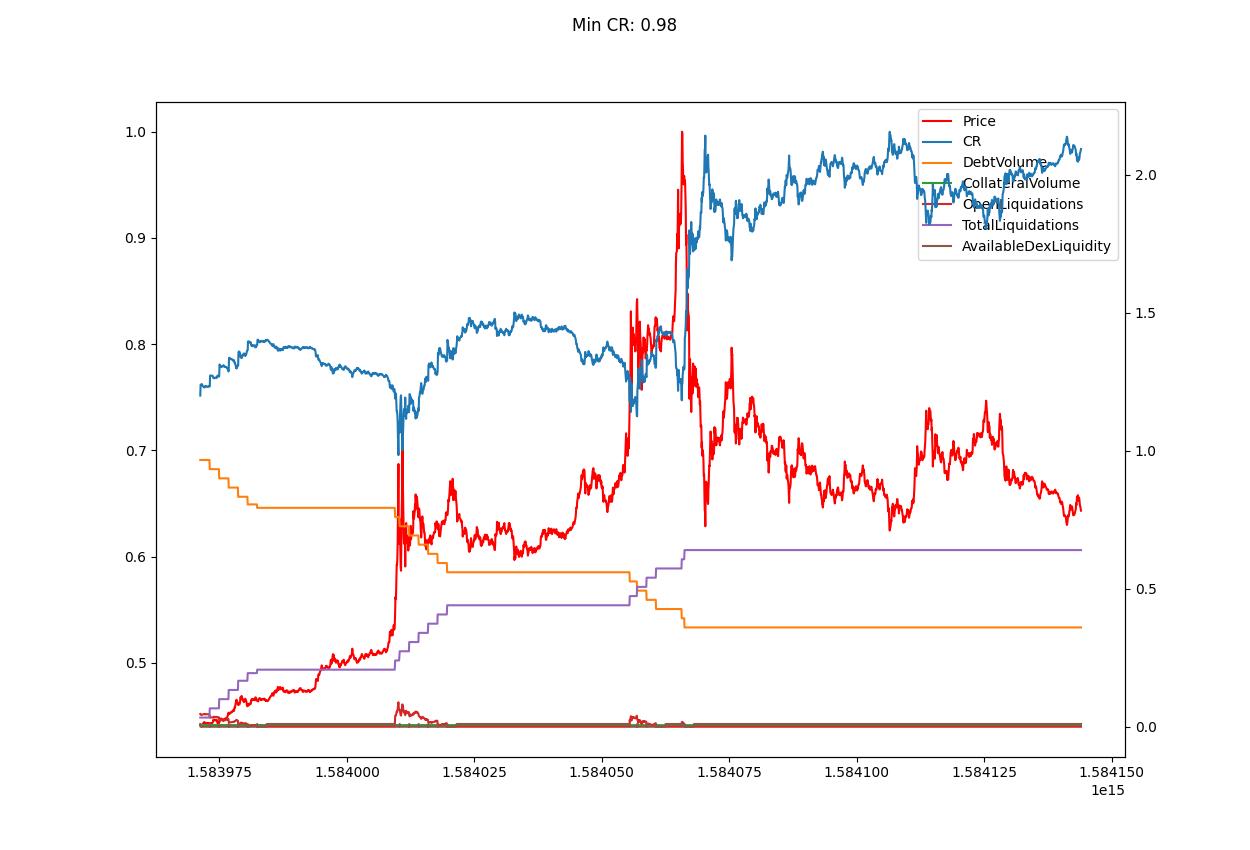 Min CR: 0.98
1.0
0.9
0.8
0.7
0.6
0.5
2.0
1.5
1.0
0.5
0.0
Price
CR
DebtVolume
CollateralVolume
OpenLiquidations
TotalLiquidations
AvailableDexLiquidity
1.583975 1.584000 1.584025 1.584050 1.584075 1.584100 1.584125 1.584150
1e15